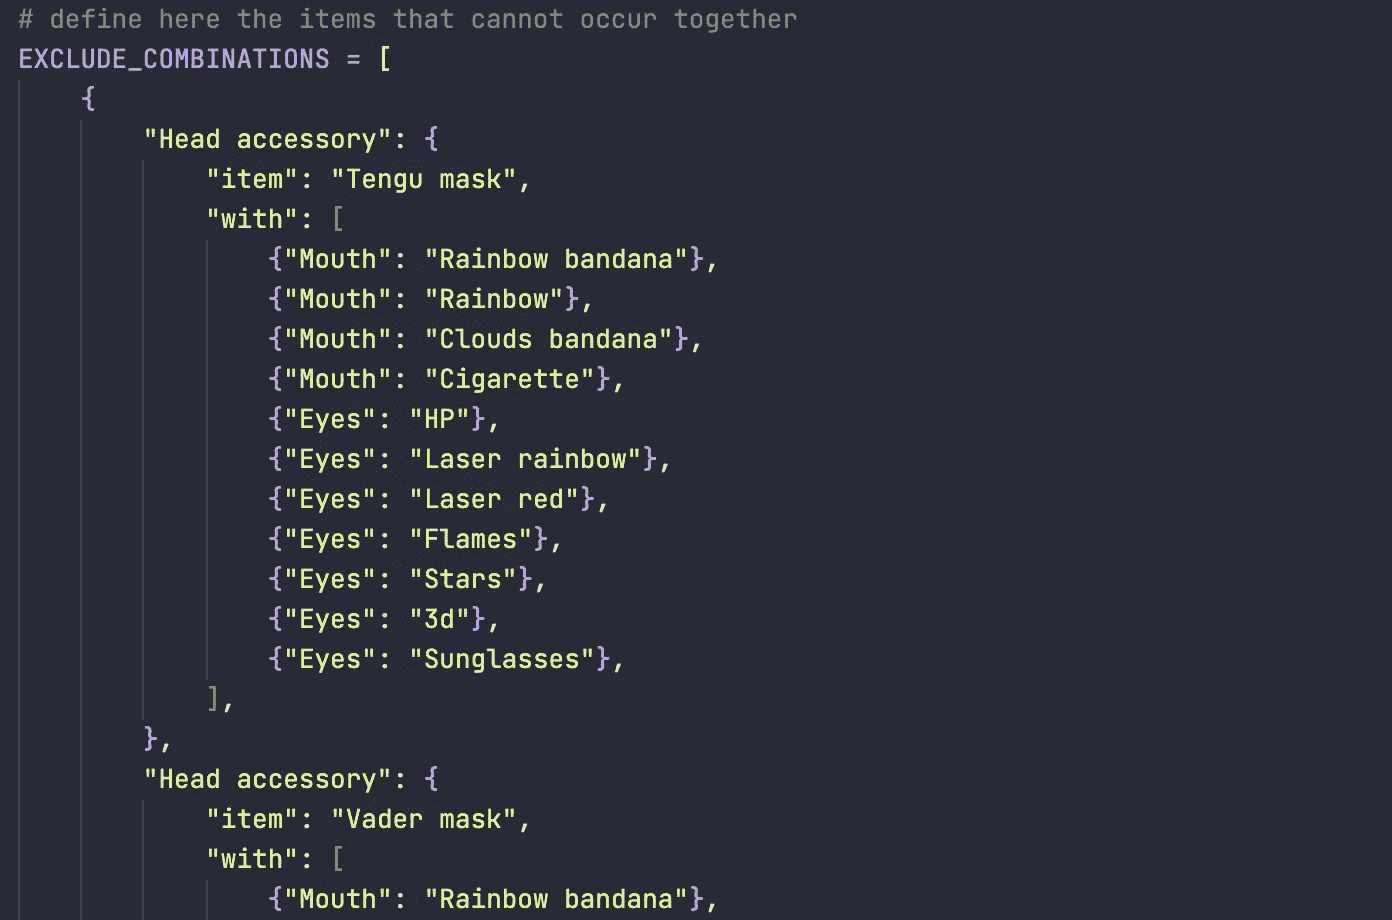 # define here the items that cannot occur together
EXCLUDE_COMBINATIONS = [
{
"Head accessory": {
"item": "Tengu mask",
"with": [
{"Mouth": "Rainbow bandana"},
{"Mouth": "Rainbow"},
{"Mouth": "Clouds bandana"},
{"Mouth": "Cigarette"},
{"Eyes": "HP"},
{"Eyes": "Laser rainbow"},
{"Eyes": "Laser red"},
{"Eyes": "Flames"},
{"Eyes": "Stars"},
{"Eyes": "3d"},
{"Eyes": "Sunglasses"},
],
},
"Head accessory": {
"item": "Vader mask",
"with": [
{"Mouth": "Rainbow bandana"},